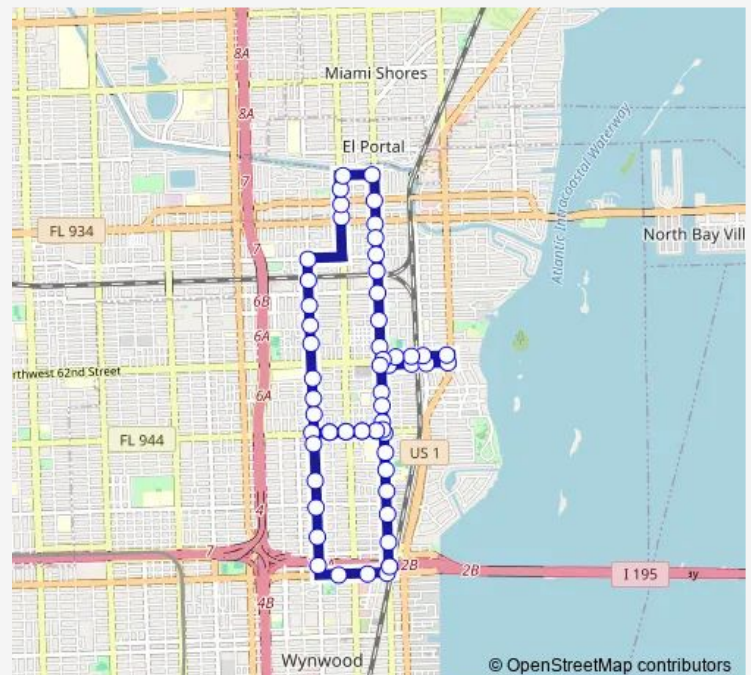 8A
Miami Shores
8A
Atlantic Intracoastal Waterway
El Portal
7
FL 934
North Bay Vill
7
6B
6A
rthwest 62nd Street
6A
FL 944
US 1
4
7
2B
2B
I 195
4B
Wynwood
© OpenStreetMap contributors